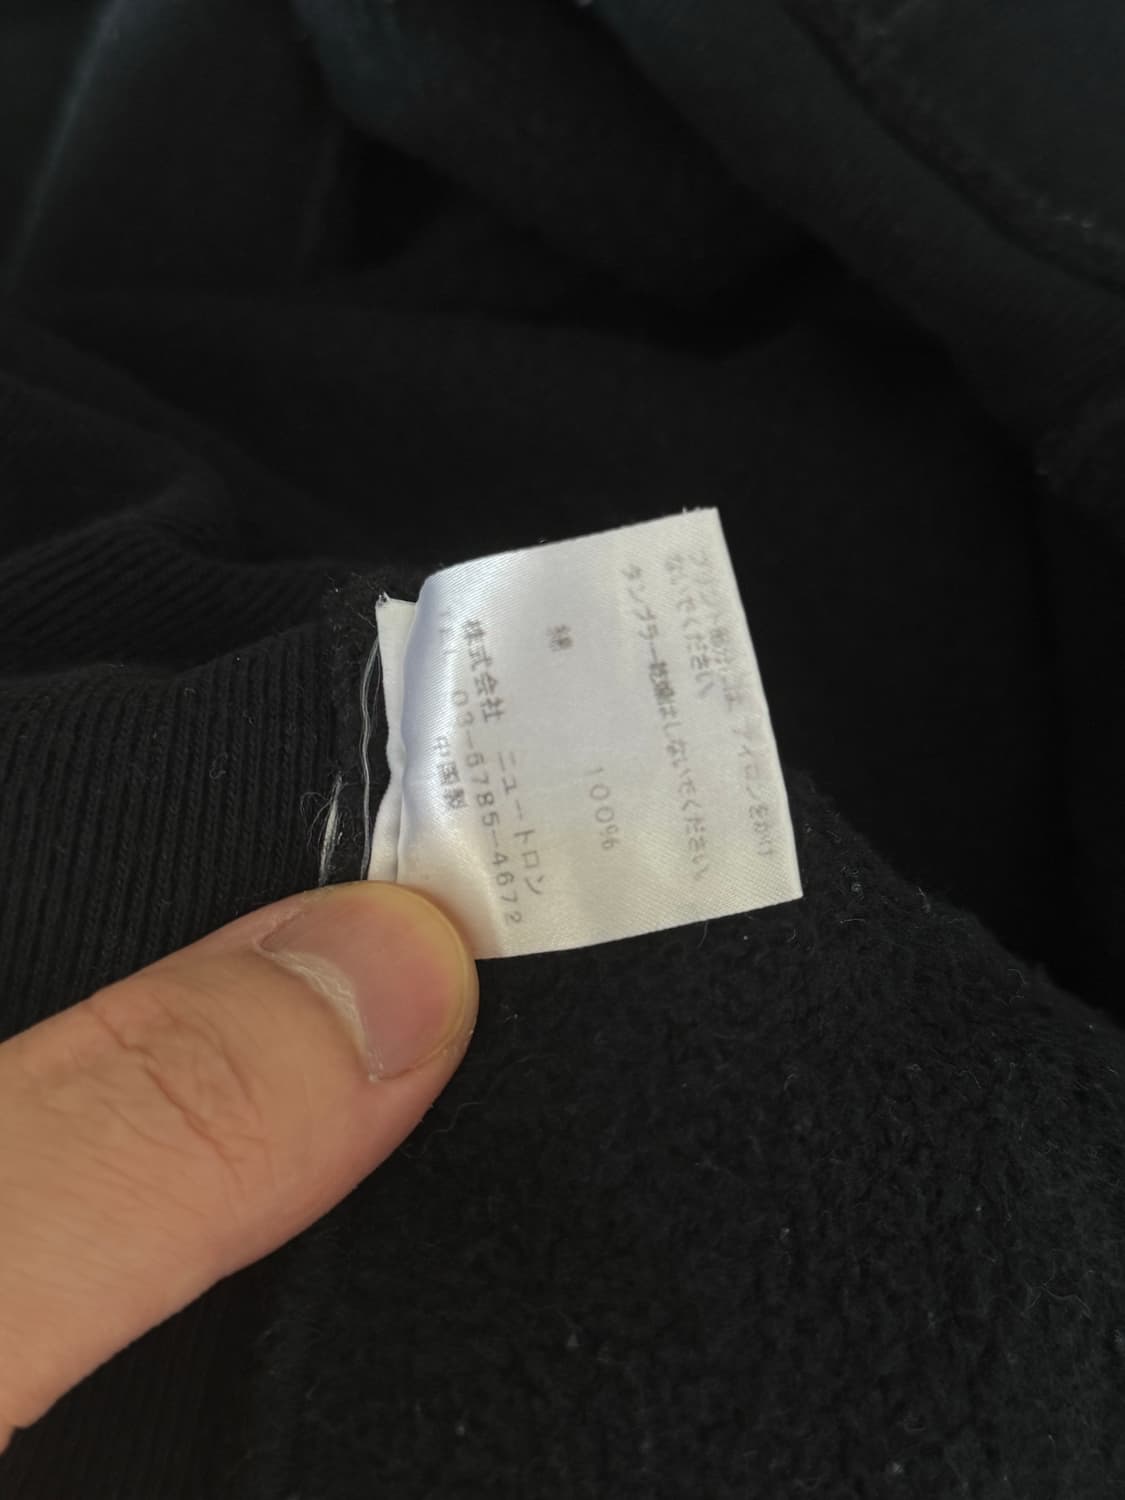 プリント部分には アイロンをかけ
ないでください
タンブラー乾燥はしないでください
綿 100%
株式会社 ニュートロン
TEL 03-6785-4672
中国製